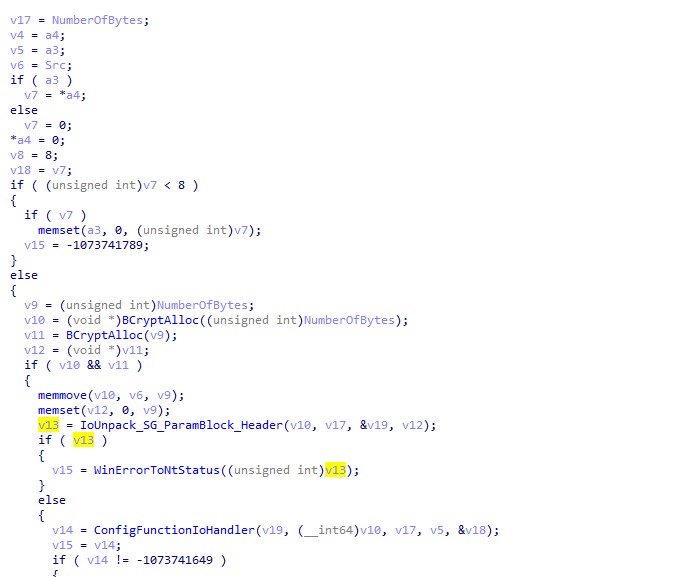 v17 = NumberOfBytes;
v4 = a4;
v5 = a3;
v6 = Src;
if ( a3 )
  v7 = *a4;
else
  v7 = 0;
*a4 = 0;
v8 = 8;
v18 = v7;
if ( (unsigned int)v7 < 8 )
{
  if ( v7 )
    memset(a3, 0, (unsigned int)v7);
  v15 = -1073741789;
}
else
{
  v9 = (unsigned int)NumberOfBytes;
  v10 = (void *)BCryptAlloc((unsigned int)NumberOfBytes);
  v11 = BCryptAlloc(v9);
  v12 = (void *)v11;
  if ( v10 && v11 )
  {
    memmove(v10, v6, v9);
    memset(v12, 0, v9);
    v13 = IoUnpack_SG_ParamBlock_Header(v10, v17, &v19, v12);
    if ( v13 )
    {
      v15 = WinErrorToNtStatus((unsigned int)v13);
    }
    else
    {
      v14 = ConfigFunctionIoHandler(v19, (__int64)v10, v17, v5, &v18);
      v15 = v14;
      if ( v14 != -1073741649 )
      {